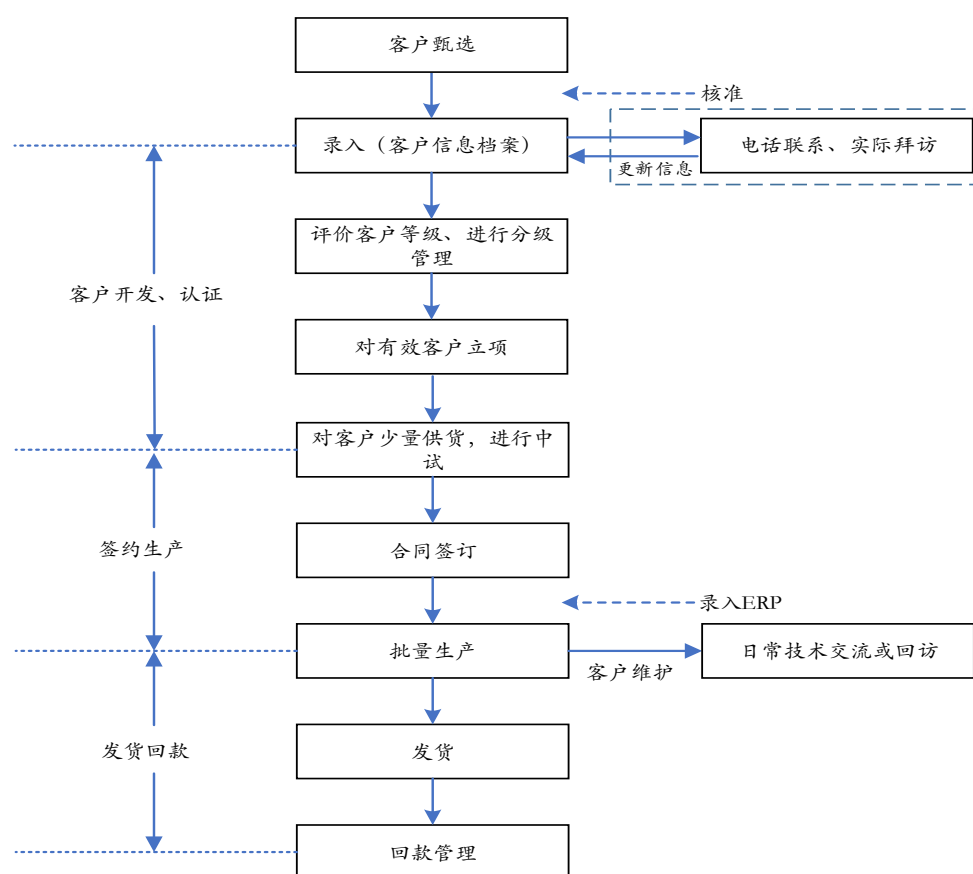 客户甄选
核准
录入（客户信息档案）
电话联系、实际拜访
更新信息
评价客户等级、进行分级
管理
客户开发、认证
对有效客户立项
对客户少量供货，进行中
试
签约生产
合同签订
录入ERP
批量生产
日常技术交流或回访
客户维护
发货回款
发货
回款管理